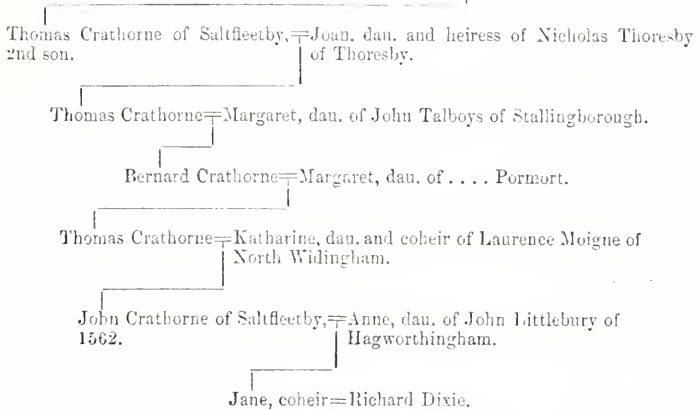 Thomas Crathorne of Saltfleetby,=Joan, dau. and heiress of Nicholas Thoresby
2nd son. of Thoresby.
Thomas Crathorne=Margaret, dau. of John Talboys of Stallingborough.
Bernard Crathorne=Margaret, dau. of .... Pormort.
Thomas Crathorne=Katharine, dau. and coheir of Laurence Moigne of
North Widingham.
John Crathorne of Saltfleetby,=Anne, dau. of John Littlebury of
1562. Hagworthingham.
Jane, coheir=Richard Dixie.